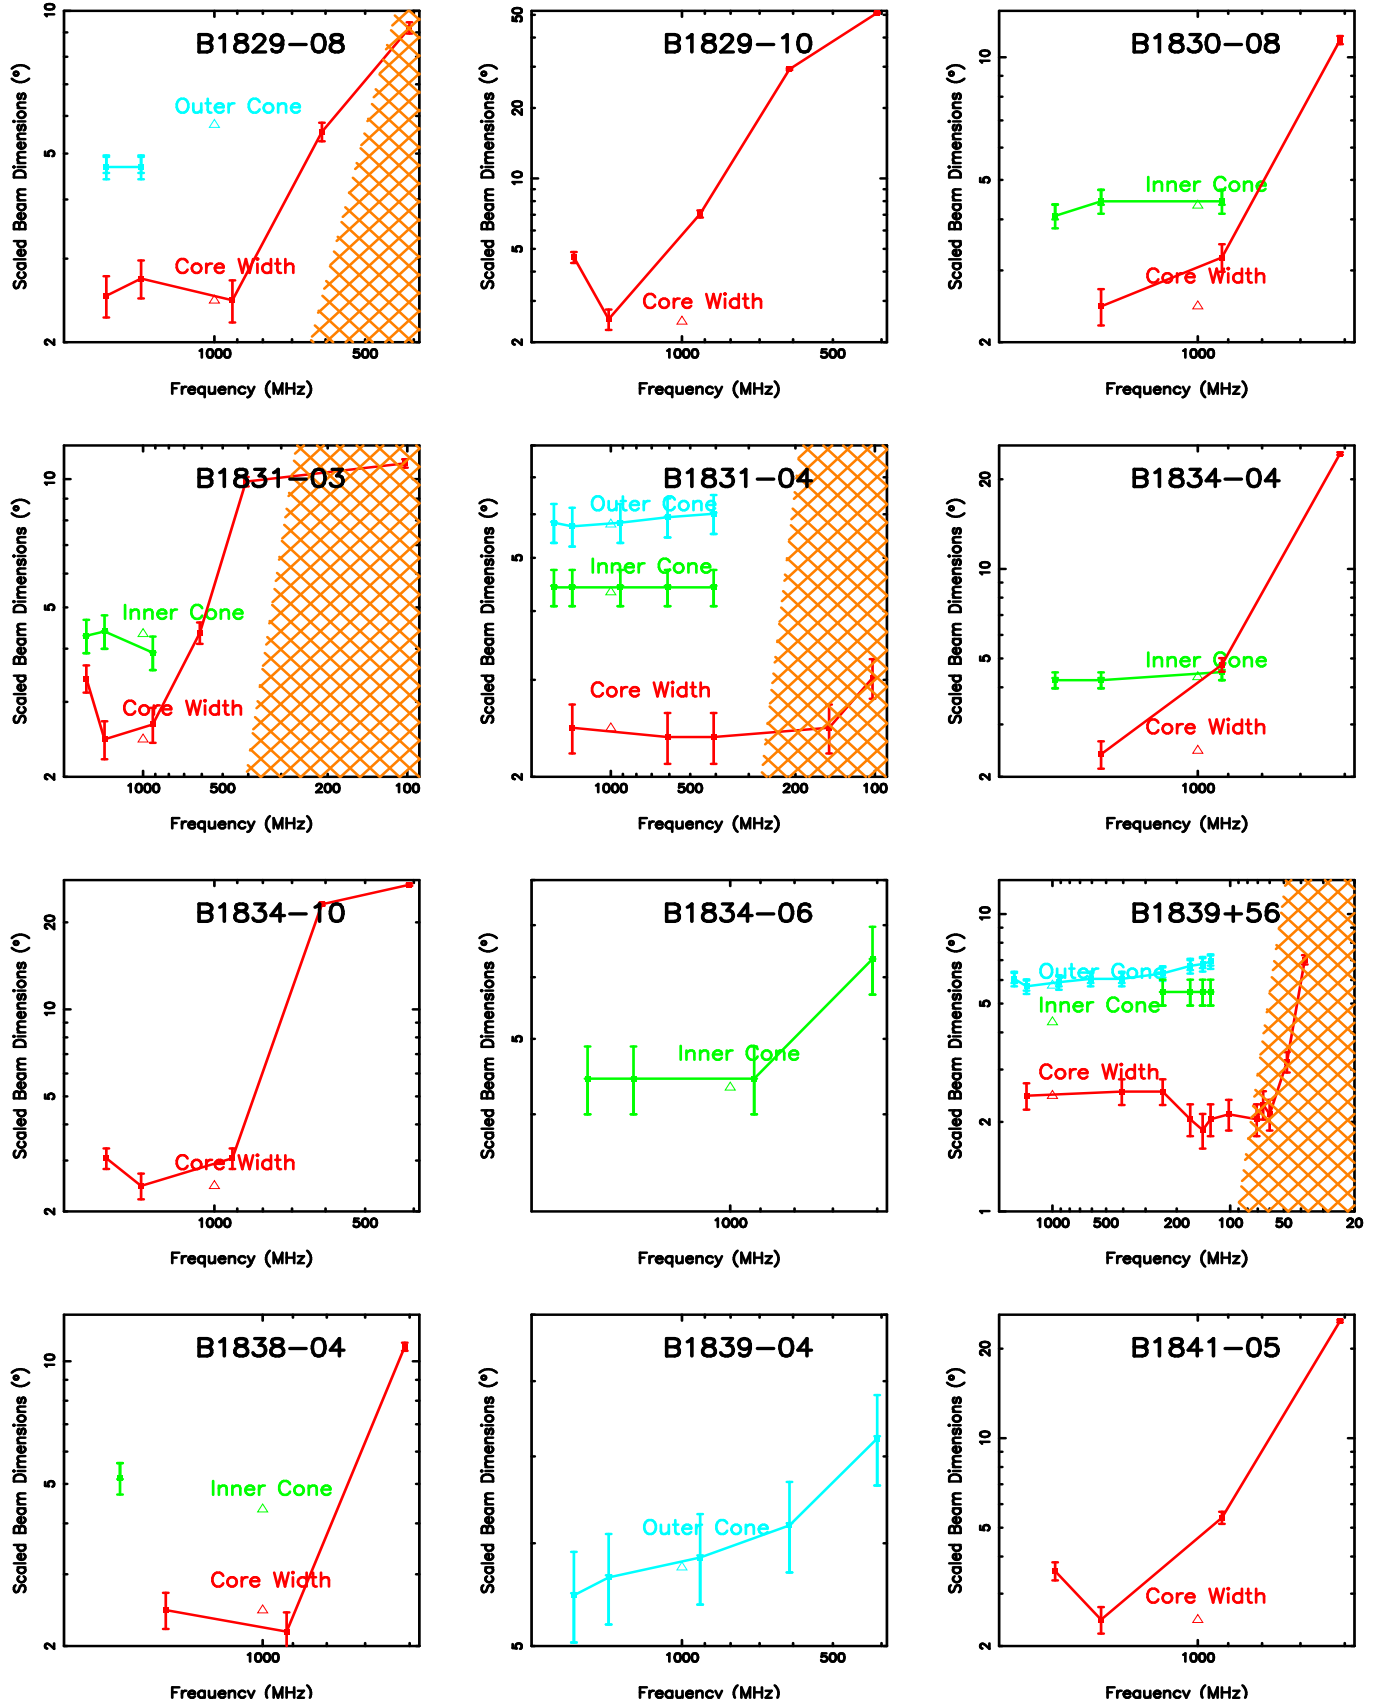 B1829-08
Scaled Beam Dimensions (°)
10
5
2
Outer Cone
Core Width
1000 500
Frequency (MHz)
B1829-10
Scaled Beam Dimensions (°)
50
20
10
5
2
Core Width
1000 500
Frequency (MHz)
B1830-08
Scaled Beam Dimensions (°)
10
5
2
Inner Cone
Core Width
1000
Frequency (MHz)
B1831-03
Scaled Beam Dimensions (°)
10
5
2
Inner Cone
Core Width
1000 500 200 100
Frequency (MHz)
B1831-04
Scaled Beam Dimensions (°)
5
2
Outer Cone
Inner Cone
Core Width
1000 500 200 100
Frequency (MHz)
B1834-04
Scaled Beam Dimensions (°)
20
10
5
2
Inner Cone
Core Width
1000
Frequency (MHz)
B1834-10
Scaled Beam Dimensions (°)
20
10
5
2
Core Width
1000 500
Frequency (MHz)
B1834-06
Scaled Beam Dimensions (°)
5
Inner Cone
1000
Frequency (MHz)
B1839+56
Scaled Beam Dimensions (°)
10
5
2
1
Outer Cone
Inner Cone
Core Width
1000 500 200 100 50 20
Frequency (MHz)
B1838-04
Scaled Beam Dimensions (°)
10
5
2
Inner Cone
Core Width
1000
Frequency (MHz)
B1839-04
Scaled Beam Dimensions (°)
5
Outer Cone
1000 500
Frequency (MHz)
B1841-05
Scaled Beam Dimensions (°)
20
10
5
2
Core Width
1000
Frequency (MHz)